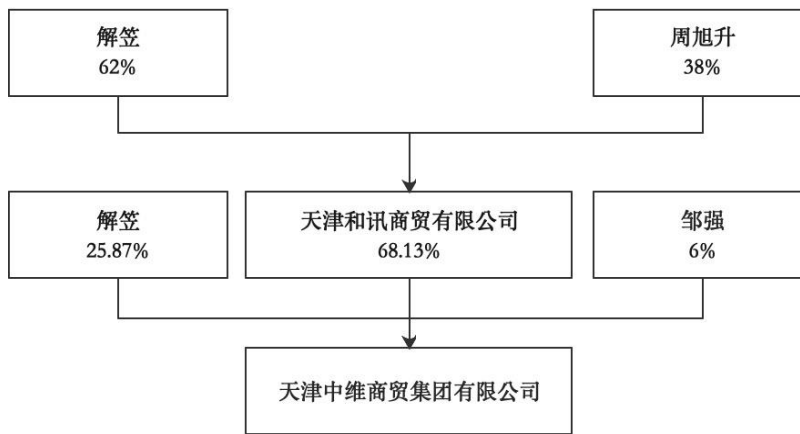 解笠
62%
周旭升
38%
解笠
25.87%
天津和讯商贸有限公司
68.13%
邹强
6%
天津中维商贸集团有限公司